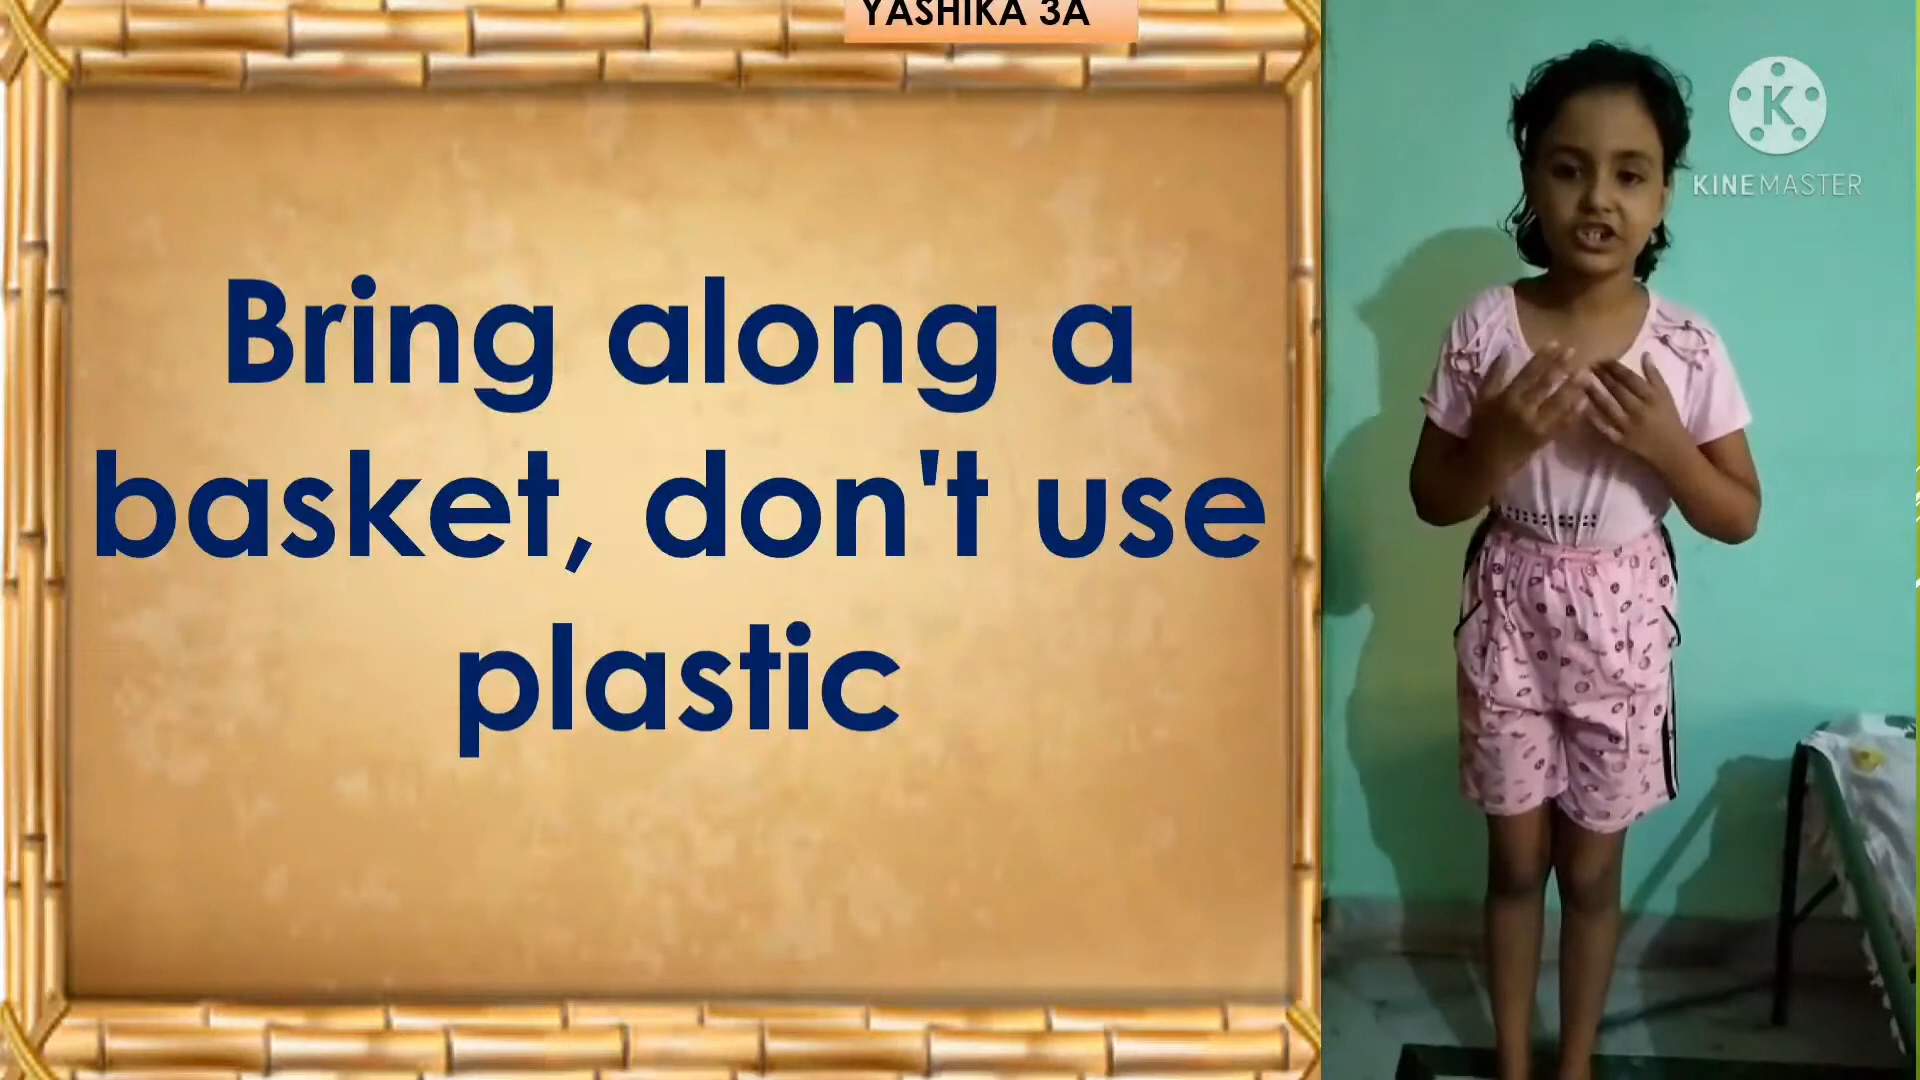 YASHIKA 3A
Bring along a
basket, don't use
plastic
KINEMASTER